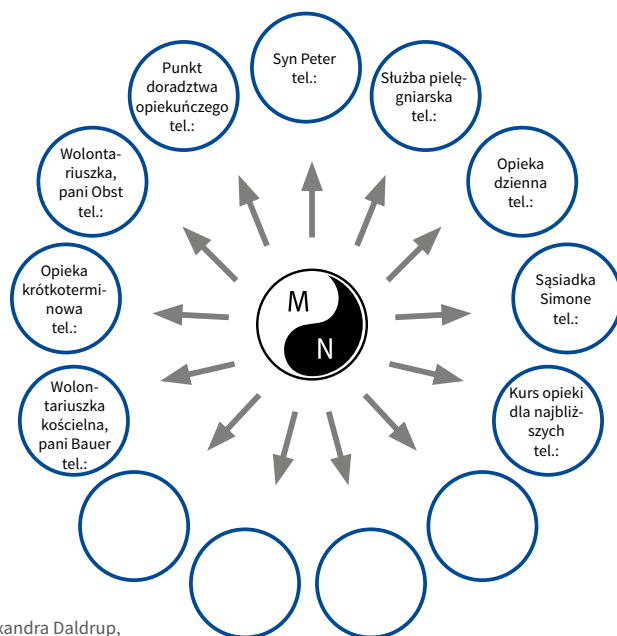 Syn Peter
tel.:
Służba pielę-
gniarska
tel.:
Opieka
dzienna
tel.:
Sąsiadka
Simone
tel.:
Kurs opieki
dla najbliż-
szych
tel.:
Wolon-
tariuszka
kościelna,
pani Bauer
tel.:
Opieka
krótkotermi-
nowa
tel.:
Wolonta-
riuszka,
pani Obst
tel.:
Punkt
doradztwa
opiekuńczego
tel.:
M
N
xandra Daldrup,